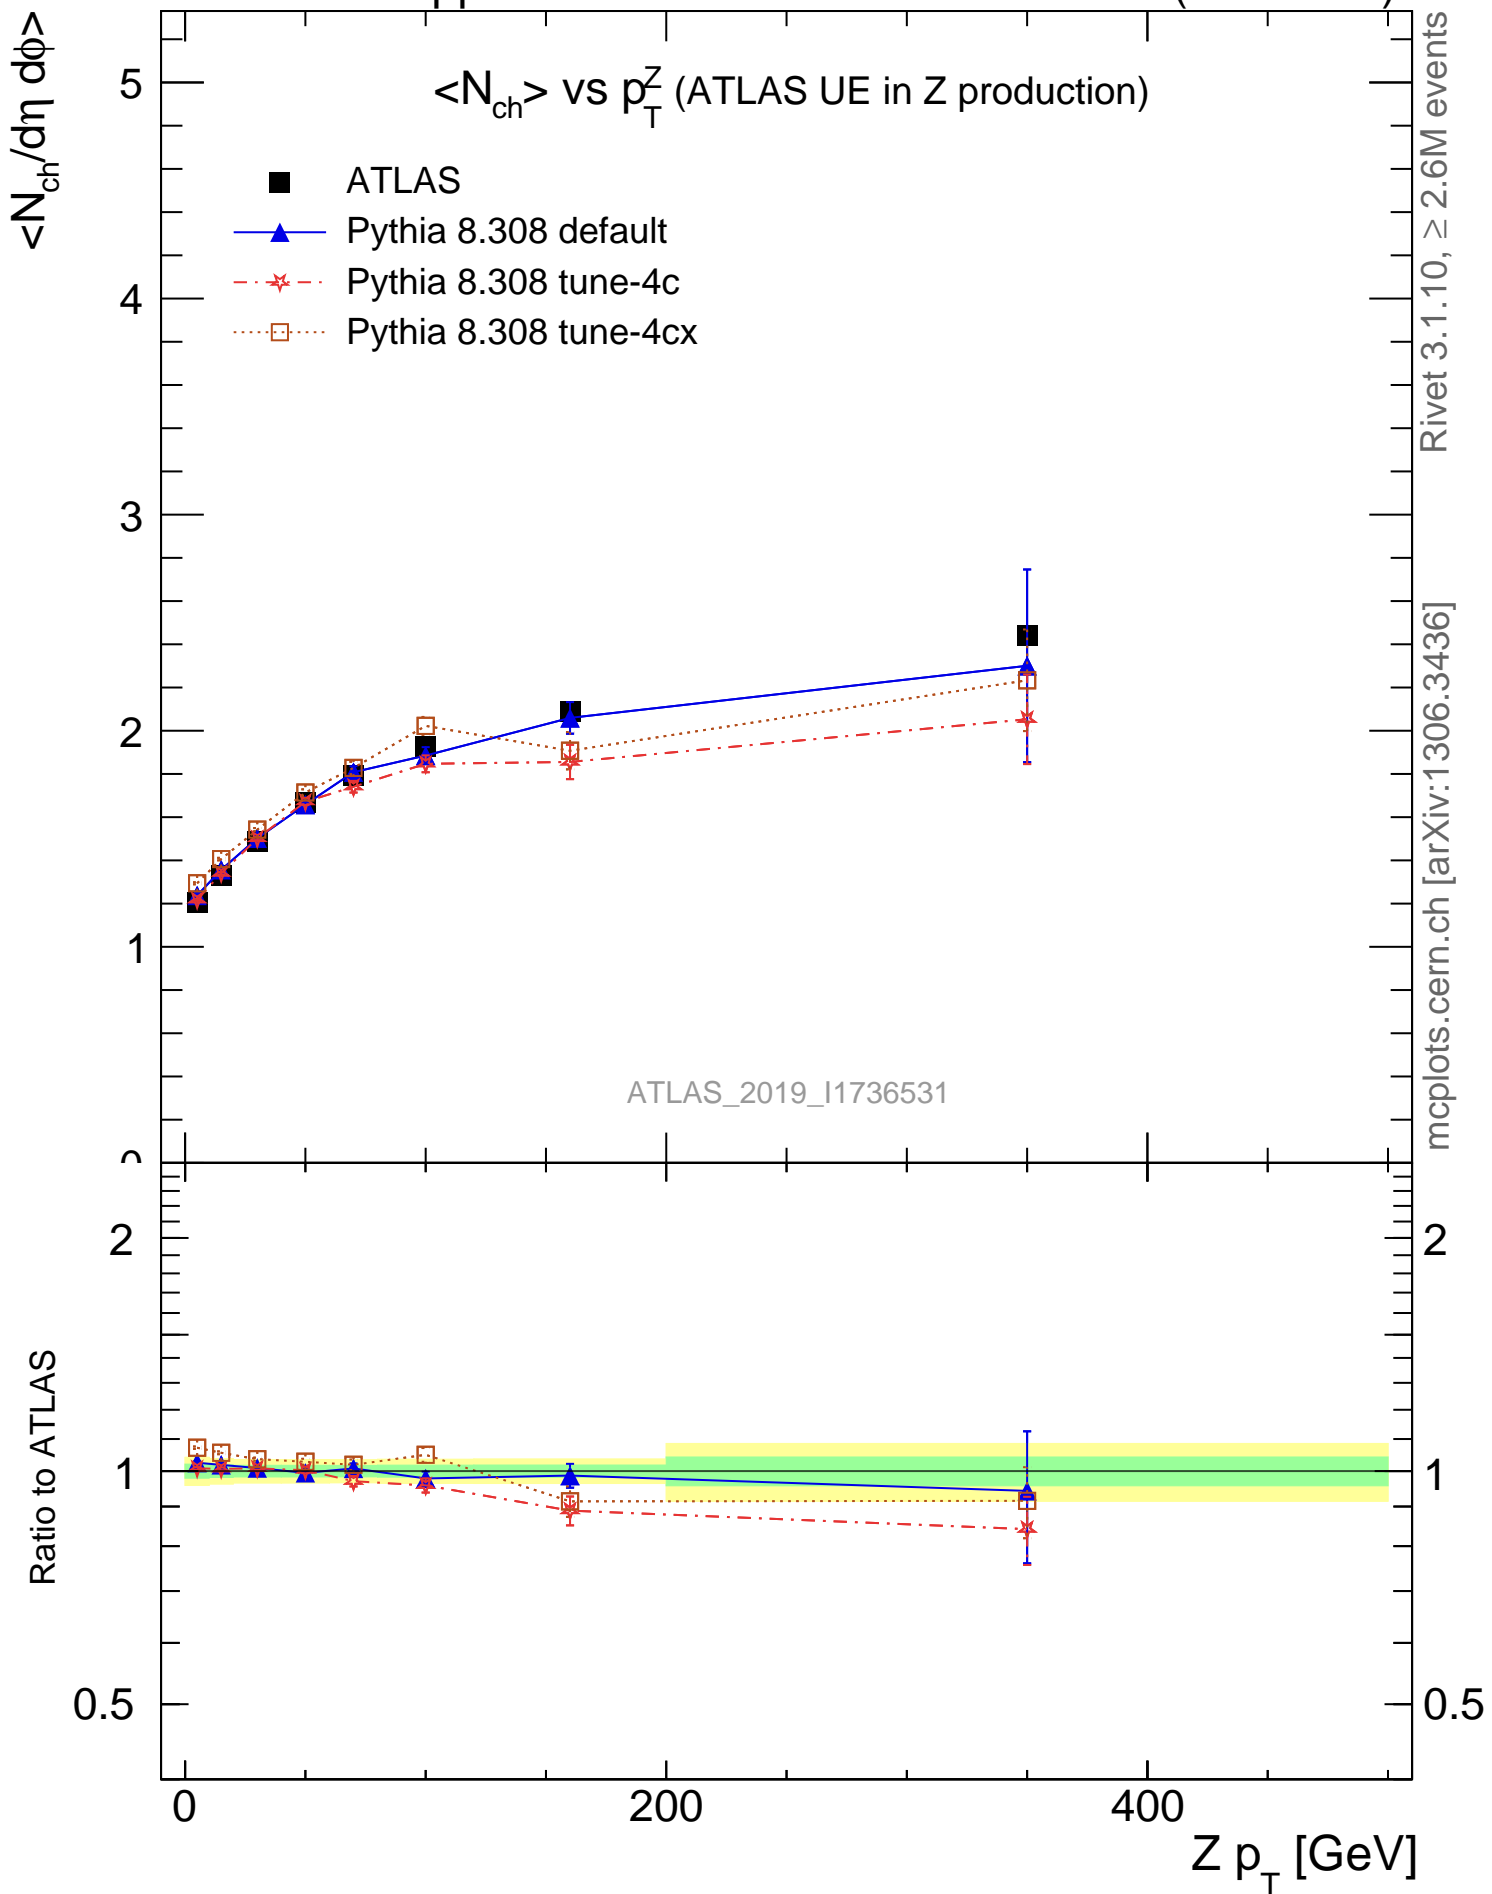 pp
<N_ch/dη dϕ>
<N_ch> vs p_T^Z (ATLAS UE in Z production)
ATLAS
Pythia 8.308 default
Pythia 8.308 tune-4c
Pythia 8.308 tune-4cx
5
4
3
2
1
0
ATLAS_2019_I1736531
Rivet 3.1.10, ≥ 2.6M events
mcplots.cern.ch [arXiv:1306.3436]
Ratio to ATLAS
2
1
0.5
2
1
0.5
0 200 400
Z p_T [GeV]